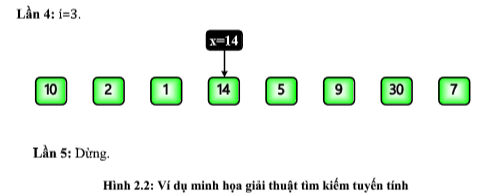 Lần 4: i=3.
x=14
10 2 1 14 5 9 30 7
Lần 5: Dừng.
Hình 2.2: Ví dụ minh họa giải thuật tìm kiếm tuyến tính